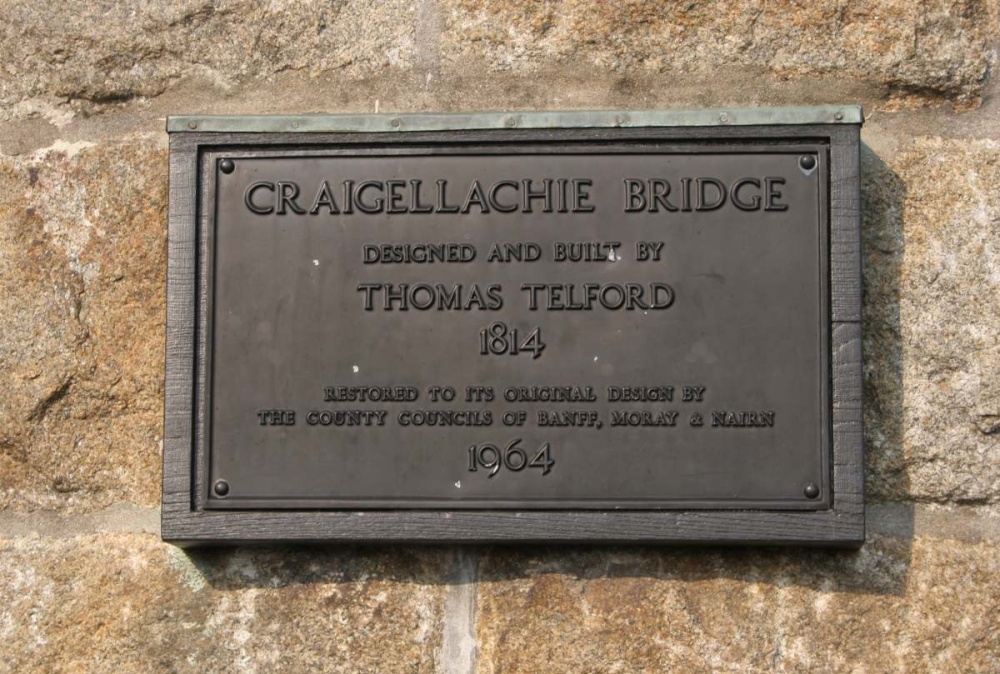 CRAIGELLACHIE BRIDGE
DESIGNED AND BUILT BY
THOMAS TELFORD
1814
RESTORED TO ITS ORIGINAL DESIGN BY
THE COUNTY COUNCILS OF BANFF, MORAY & NAIRN
1964